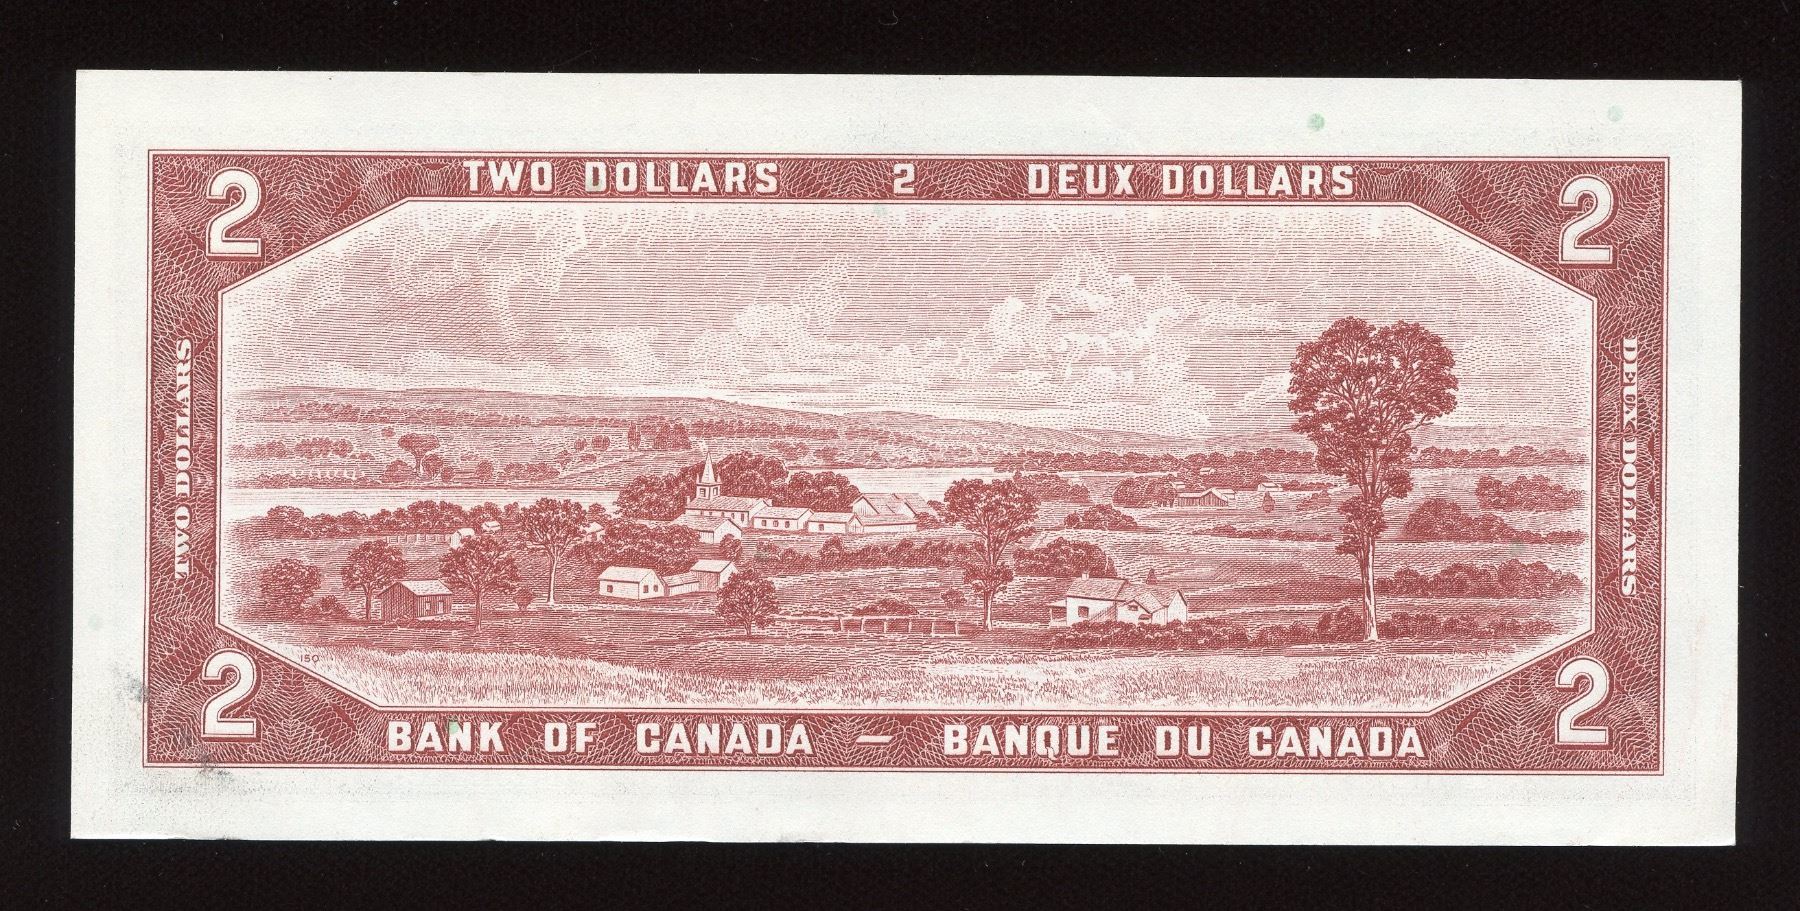 TWO DOLLARS 2 DEUX DOLLARS
2 2
TWO DOLLARS
DEUX DOLLARS
150
2 2
BANK OF CANADA — BANQUE DU CANADA